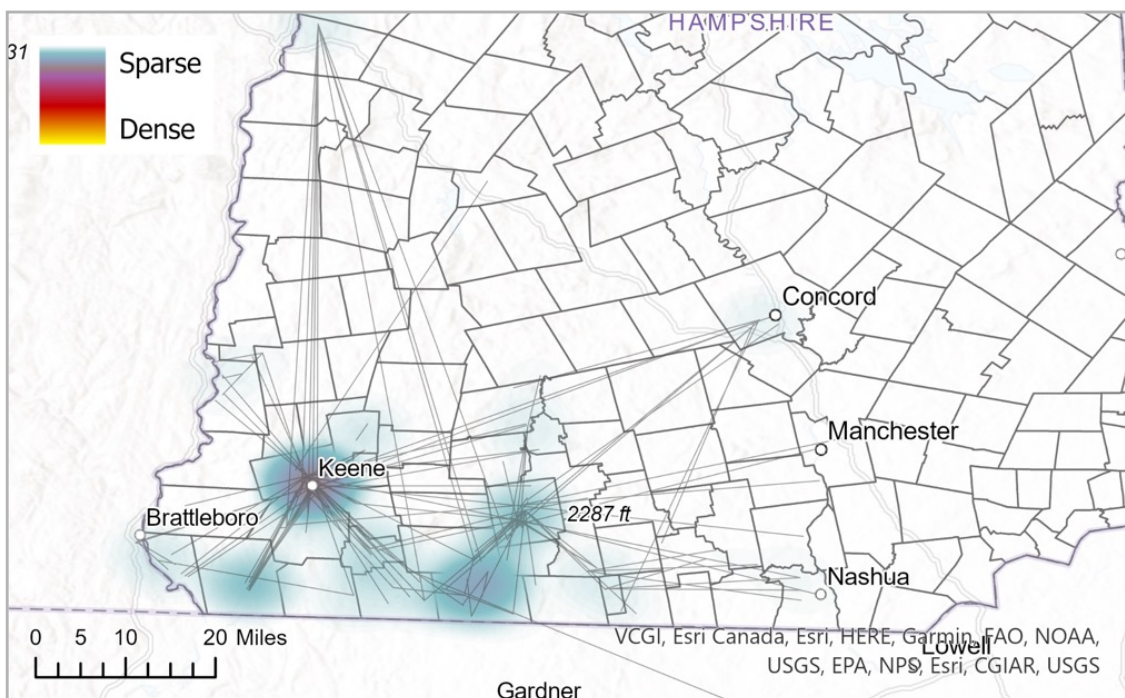 HAMPSHIRE
31
Sparse
Dense
Concord
Manchester
Keene
Brattleboro
2287 ft
Nashua
0 5 10 20 Miles
VCGI, Esri Canada, Esri, HERE, Garmin, FAO, NOAA,
Lowell
USGS, EPA, NPS, Esri, CGIAR, USGS
Gardner